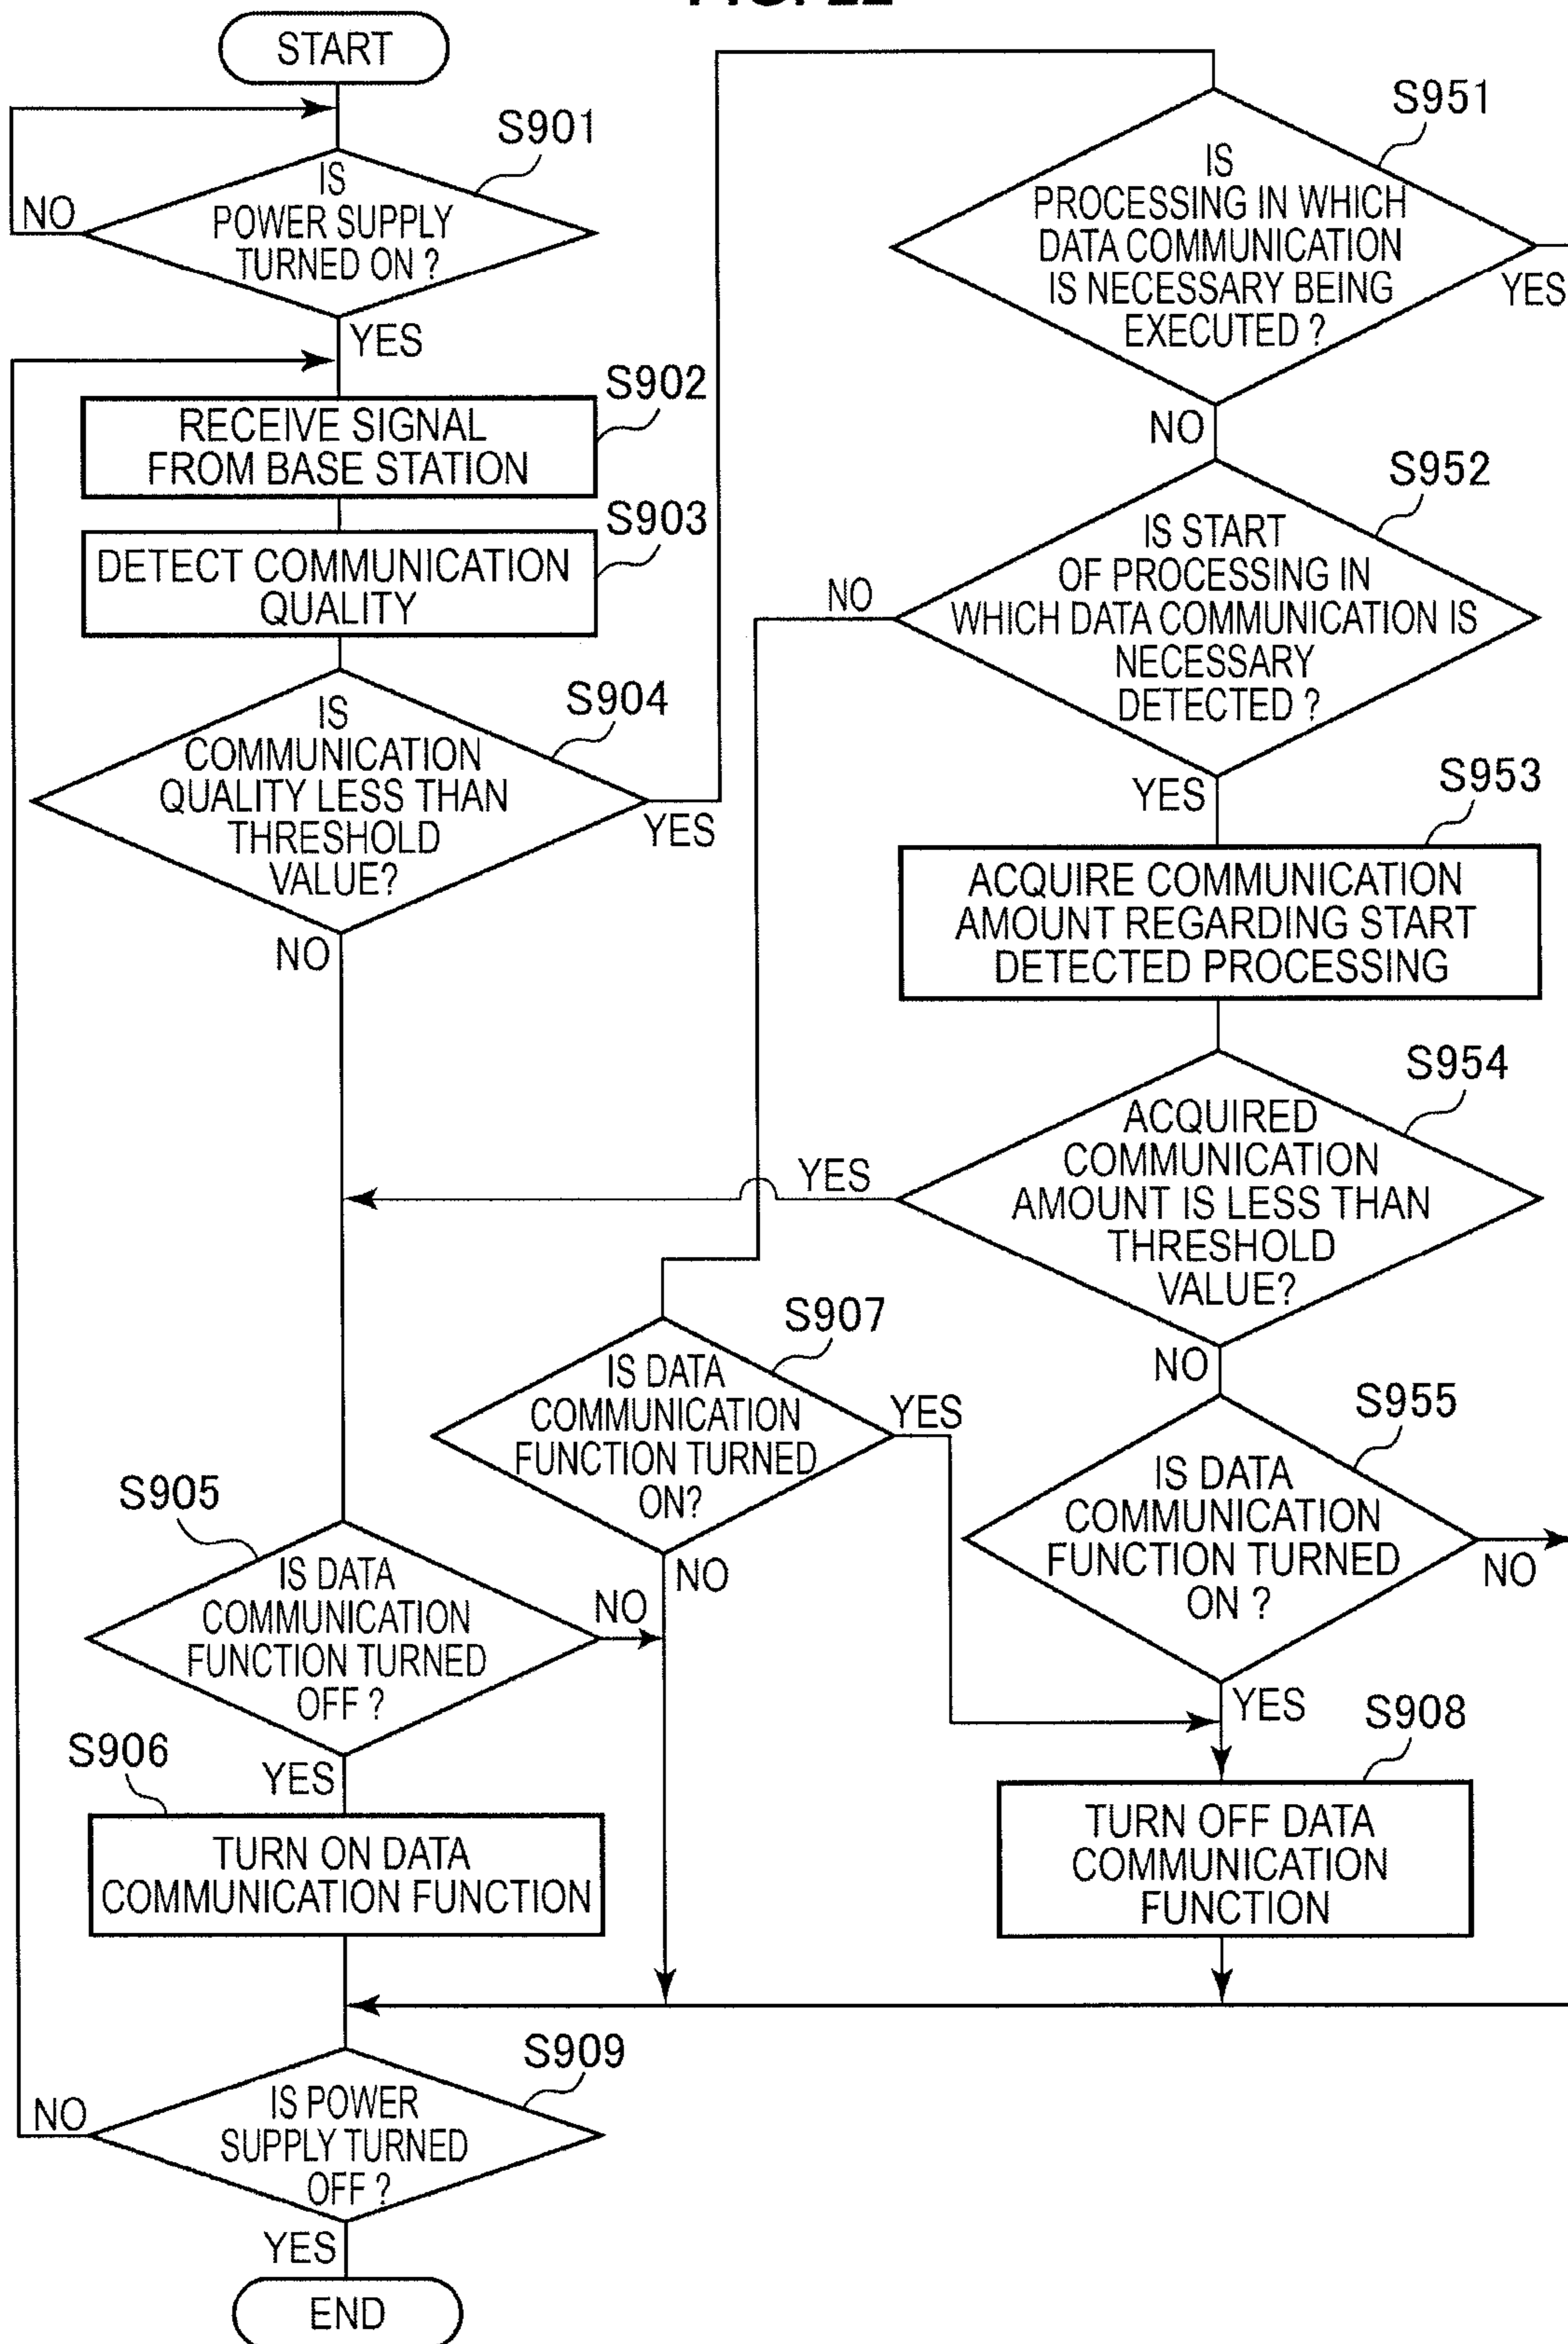 START
S901
IS
POWER SUPPLY
TURNED ON ?
NO
YES
S902
RECEIVE SIGNAL
FROM BASE STATION
S903
DETECT COMMUNICATION
QUALITY
S904
IS
COMMUNICATION
QUALITY LESS THAN
THRESHOLD
VALUE?
YES
NO
S951
IS
PROCESSING IN WHICH
DATA COMMUNICATION
IS NECESSARY BEING
EXECUTED ?
YES
NO
S952
IS START
OF PROCESSING IN
WHICH DATA COMMUNICATION IS
NECESSARY
DETECTED ?
NO
YES
S953
ACQUIRE COMMUNICATION
AMOUNT REGARDING START
DETECTED PROCESSING
S954
ACQUIRED
COMMUNICATION
AMOUNT IS LESS THAN
THRESHOLD
VALUE?
YES
NO
S907
IS DATA
COMMUNICATION
FUNCTION TURNED
ON?
YES
NO
S955
IS DATA
COMMUNICATION
FUNCTION TURNED
ON ?
NO
YES
S905
IS DATA
COMMUNICATION
FUNCTION TURNED
OFF ?
NO
YES
S906
TURN ON DATA
COMMUNICATION FUNCTION
S908
TURN OFF DATA
COMMUNICATION
FUNCTION
S909
IS POWER
SUPPLY TURNED
OFF ?
NO
YES
END